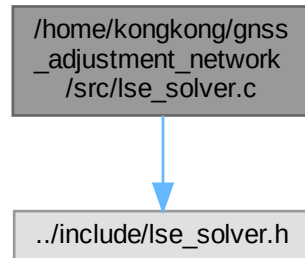 /home/kongkong/gnss
_adjustment_network
/src/lse_solver.c
../include/lse_solver.h